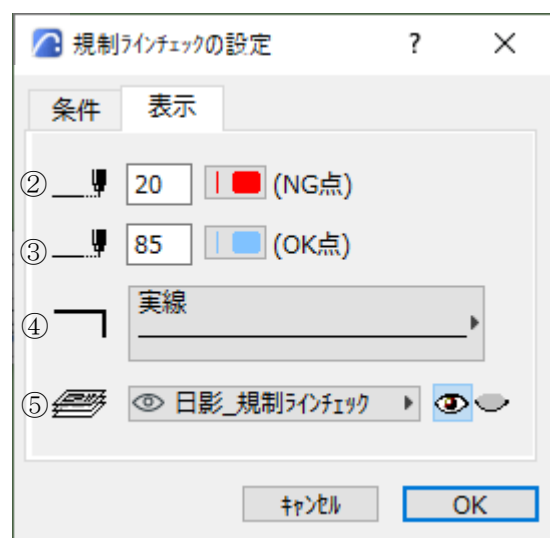 規制ﾗｲﾝﾁｪｯｸの設定 ? ×
条件 表示
② 20 (NG点)
③ 85 (OK点)
④ 実線
⑤ 日影_規制ﾗｲﾝﾁｪｯｸ
ｷｬﾝｾﾙ OK